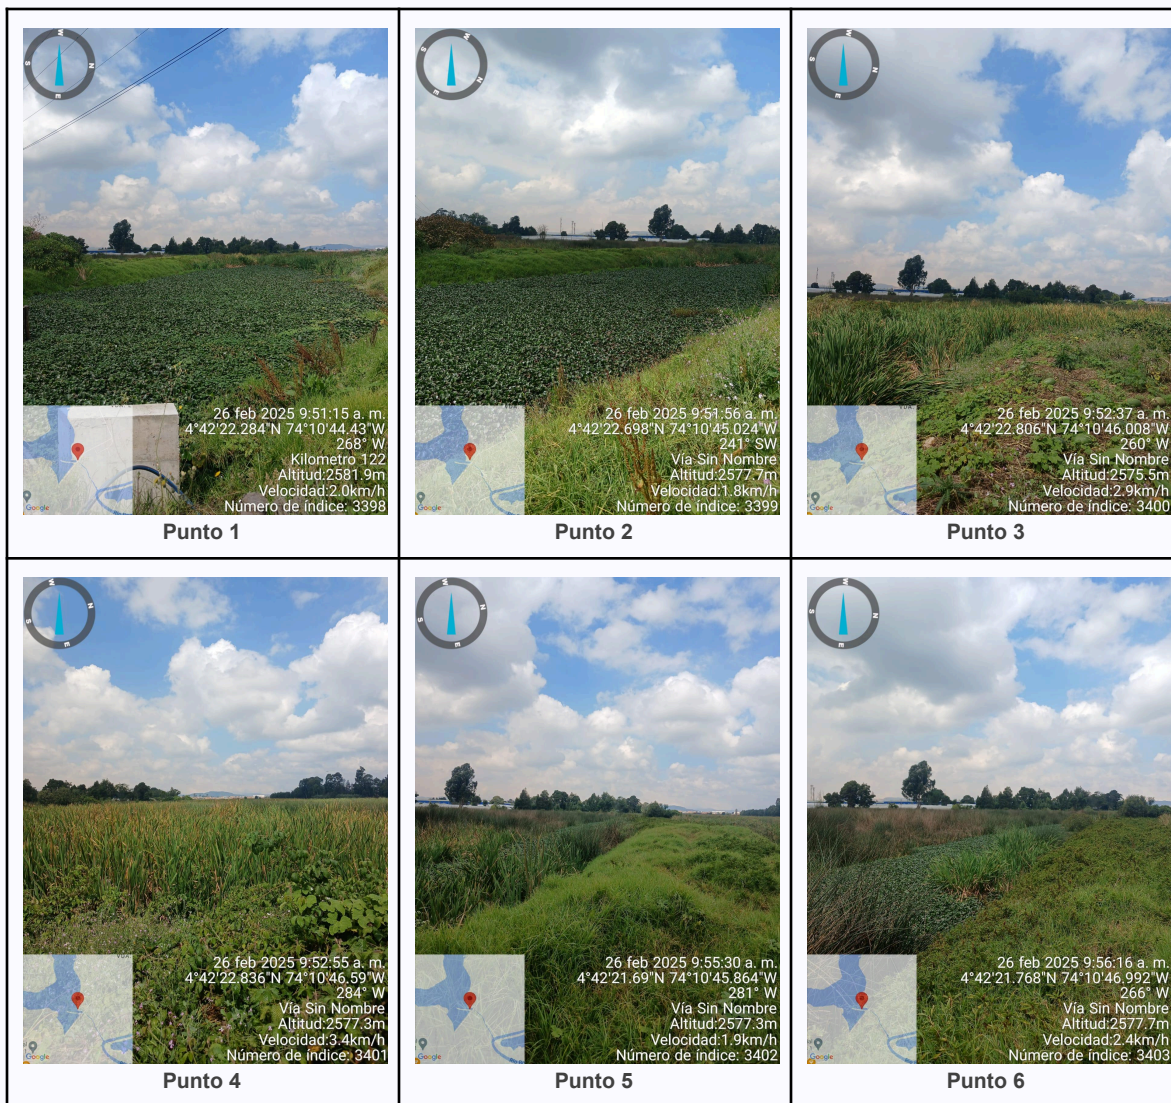 26 feb 2025 9:51:15 a. m.
4°42'22.284"N 74°10'44.43"W
268° W
Kilometro 122
Altitud:2581.9m
Velocidad:2.0km/h
Número de índice: 3398
Google
Punto 1
26 feb 2025 9:51:56 a. m.
4°42'22.698"N 74°10'45.024"W
241° SW
Vía Sin Nombre
Altitud:2577.7m
Velocidad:1.8km/h
Número de índice: 3399
Google
Punto 2
26 feb 2025 9:52:37 a. m.
4°42'22.806"N 74°10'46.008"W
260° W
Vía Sin Nombre
Altitud:2575.5m
Velocidad:2.9km/h
Número de índice: 3400
Google
Punto 3
26 feb 2025 9:52:55 a. m.
4°42'22.836"N 74°10'46.59"W
284° W
Vía Sin Nombre
Altitud:2577.3m
Velocidad:3.4km/h
Número de índice: 3401
Google
Punto 4
26 feb 2025 9:55:30 a. m.
4°42'21.69"N 74°10'45.864"W
281° W
Vía Sin Nombre
Altitud:2577.3m
Velocidad:1.9km/h
Número de índice: 3402
Google
Punto 5
26 feb 2025 9:56:16 a. m.
4°42'21.768"N 74°10'46.992"W
266° W
Vía Sin Nombre
Altitud:2577.7m
Velocidad:2.4km/h
Número de índice: 3403
Google
Punto 6